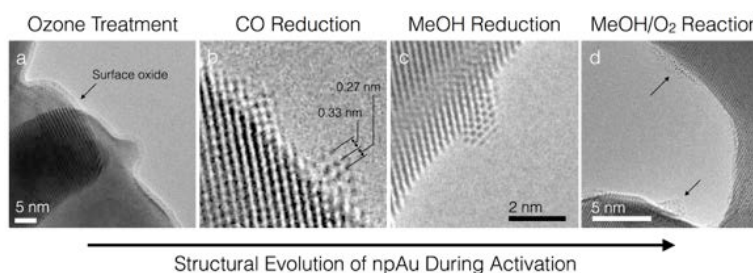 Ozone Treatment
CO Reduction
MeOH Reduction
MeOH/O₂ Reaction
a
Surface oxide
5 nm
b
0.27 nm
0.33 nm
c
2 nm
d
5 nm
Structural Evolution of npAu During Activation